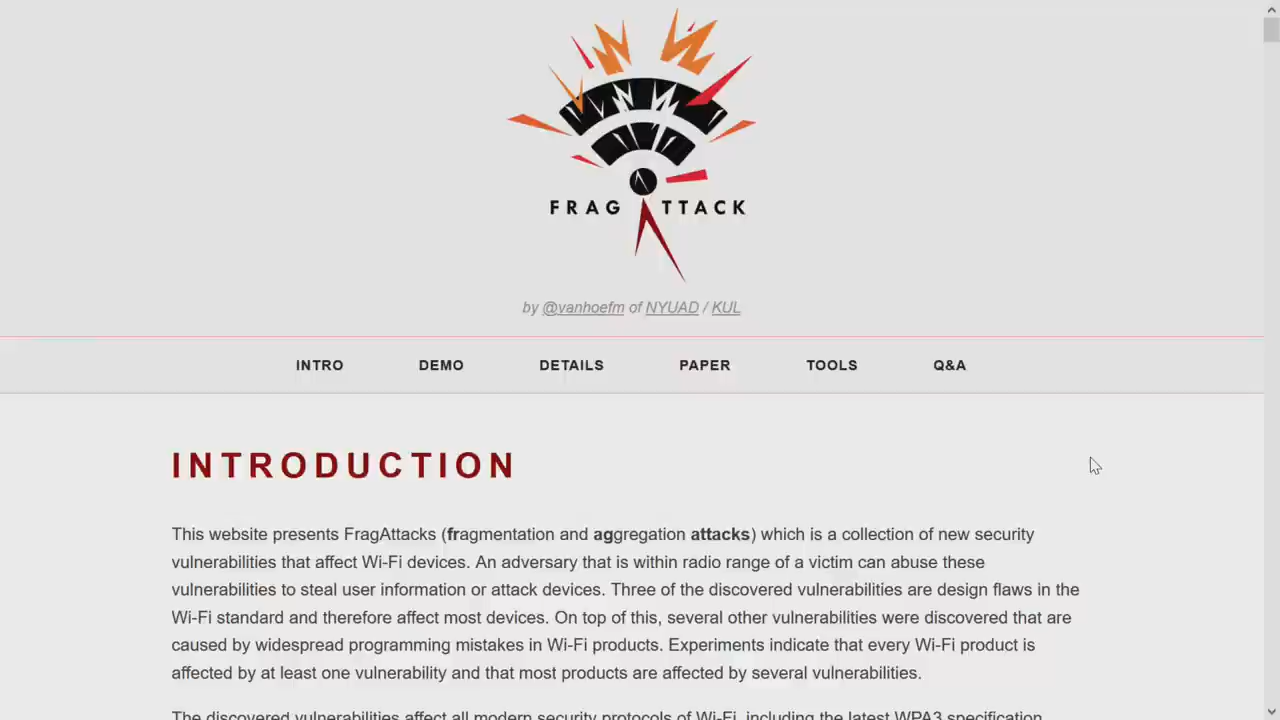 FRAG TTACK
by @vanhoefm of NYUAD / KUL
INTRO DEMO DETAILS PAPER TOOLS Q&A
INTRODUCTION
This website presents FragAttacks (fragmentation and aggregation attacks) which is a collection of new security
vulnerabilities that affect Wi-Fi devices. An adversary that is within radio range of a victim can abuse these
vulnerabilities to steal user information or attack devices. Three of the discovered vulnerabilities are design flaws in the
Wi-Fi standard and therefore affect most devices. On top of this, several other vulnerabilities were discovered that are
caused by widespread programming mistakes in Wi-Fi products. Experiments indicate that every Wi-Fi product is
affected by at least one vulnerability and that most products are affected by several vulnerabilities.
The discovered vulnerabilities affect all modern security protocols of Wi-Fi, including the latest WPA3 specification.